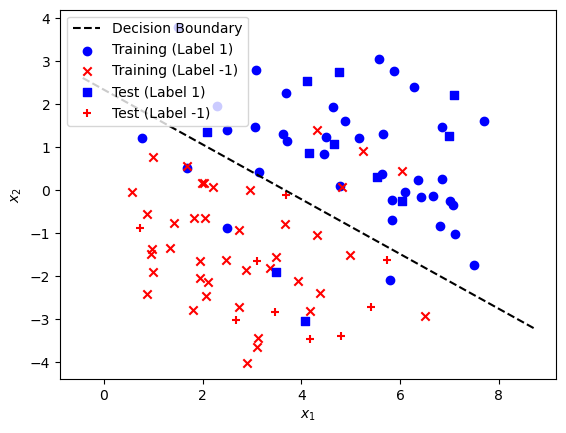 Decision Boundary
Training (Label 1)
Training (Label -1)
Test (Label 1)
Test (Label -1)
4
3
2
1
0
−1
−2
−3
−4
x₂
0
2
4
6
8
x₁